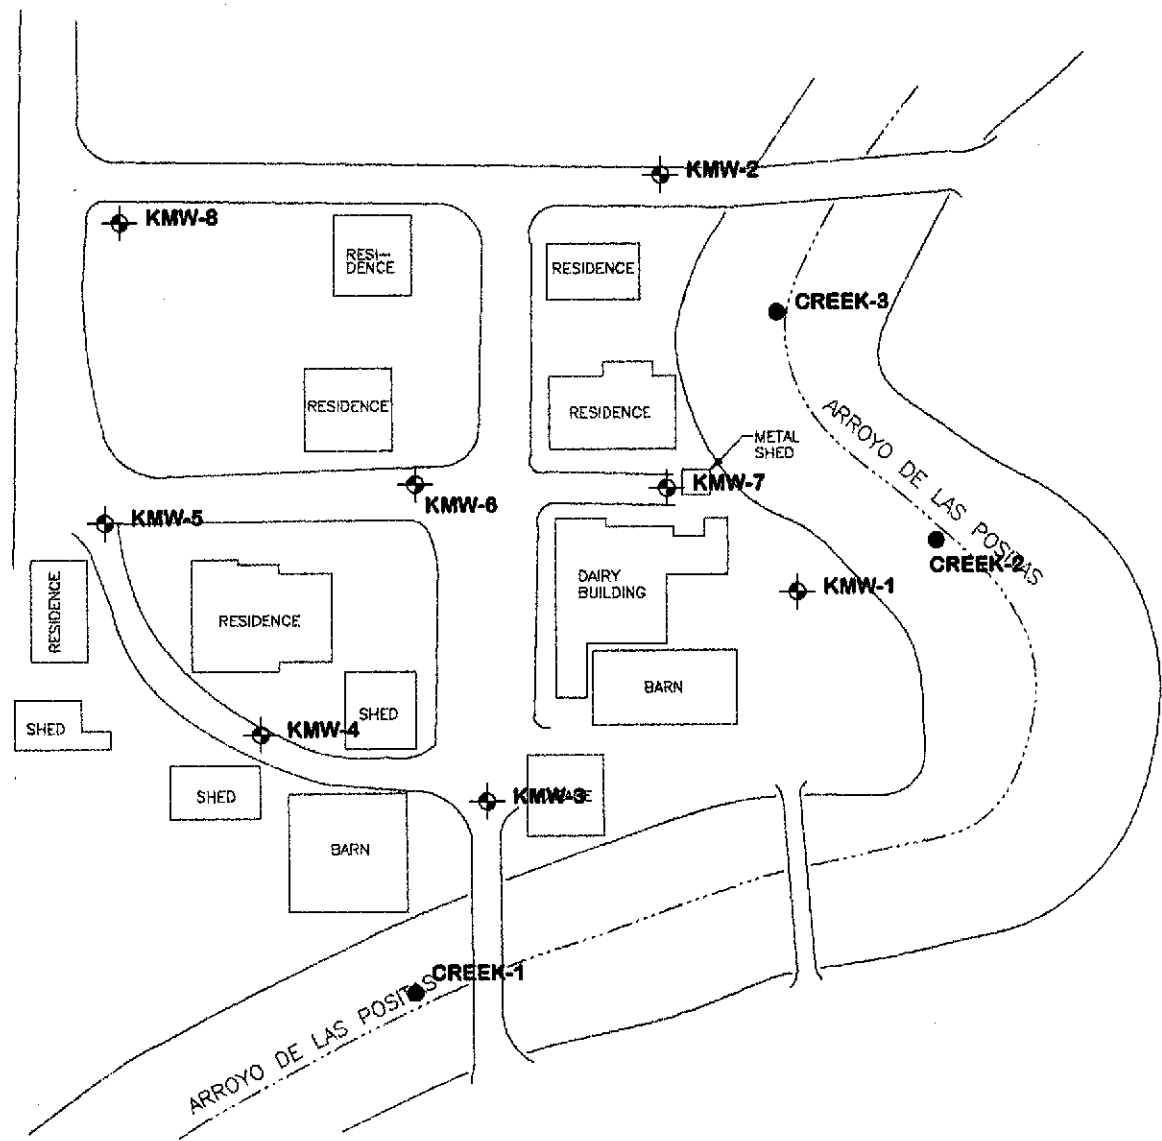 KMW-2
KMW-8
RESI-
DENCE
RESIDENCE
CREEK-3
RESIDENCE
RESIDENCE
ARROYO DE LAS POSITAS
METAL
SHED
KMW-7
KMW-6
KMW-5
CREEK-2
RESIDENCE
DAIRY
BUILDING
KMW-1
RESIDENCE
BARN
SHED
SHED
KMW-4
SHED
KMW-3
BARN
CREEK-1
ARROYO DE LAS POSITAS